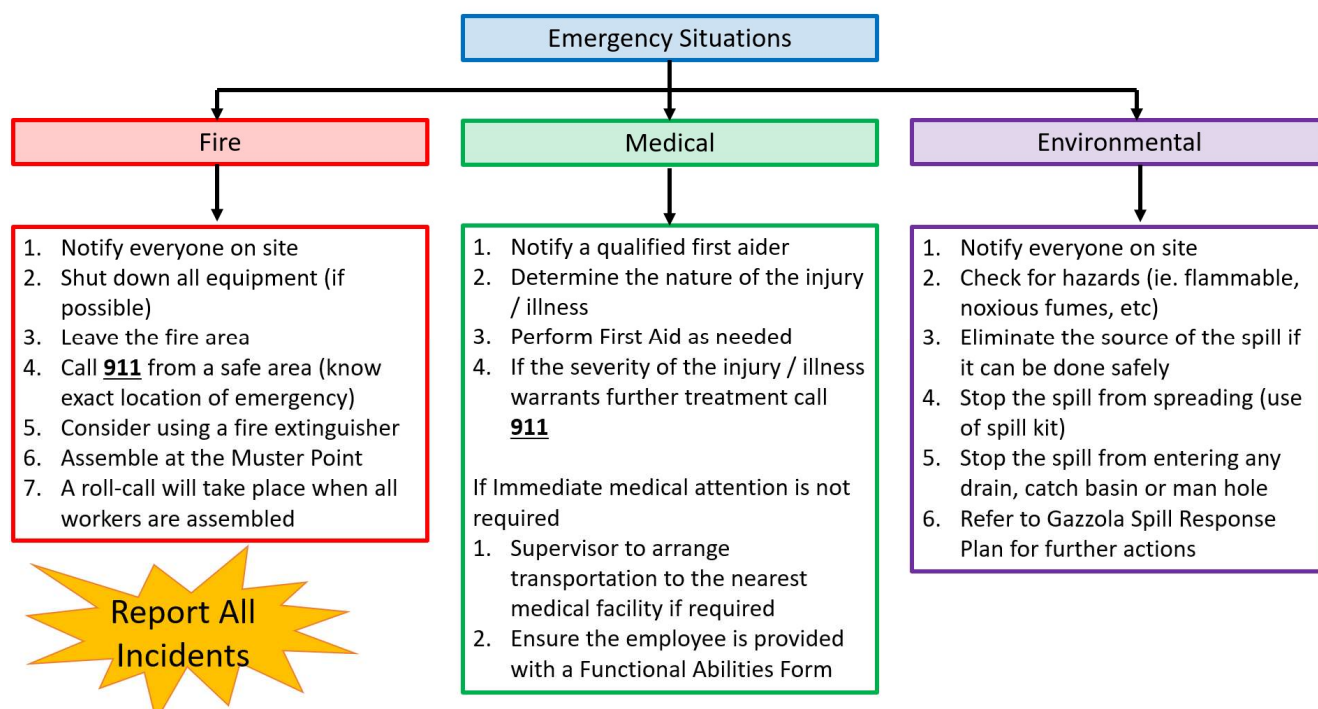 Emergency Situations
Fire
1. Notify everyone on site
2. Shut down all equipment (if
possible)
3. Leave the fire area
4. Call 911 from a safe area (know
exact location of emergency)
5. Consider using a fire extinguisher
6. Assemble at the Muster Point
7. A roll-call will take place when all
workers are assembled
Report All
Incidents
Medical
1. Notify a qualified first aider
2. Determine the nature of the injury
/ illness
3. Perform First Aid as needed
4. If the severity of the injury / illness
warrants further treatment call
911
If Immediate medical attention is not
required
1. Supervisor to arrange
transportation to the nearest
medical facility if required
2. Ensure the employee is provided
with a Functional Abilities Form
Environmental
1. Notify everyone on site
2. Check for hazards (ie. flammable,
noxious fumes, etc)
3. Eliminate the source of the spill if
it can be done safely
4. Stop the spill from spreading (use
of spill kit)
5. Stop the spill from entering any
drain, catch basin or man hole
6. Refer to Gazzola Spill Response
Plan for further actions